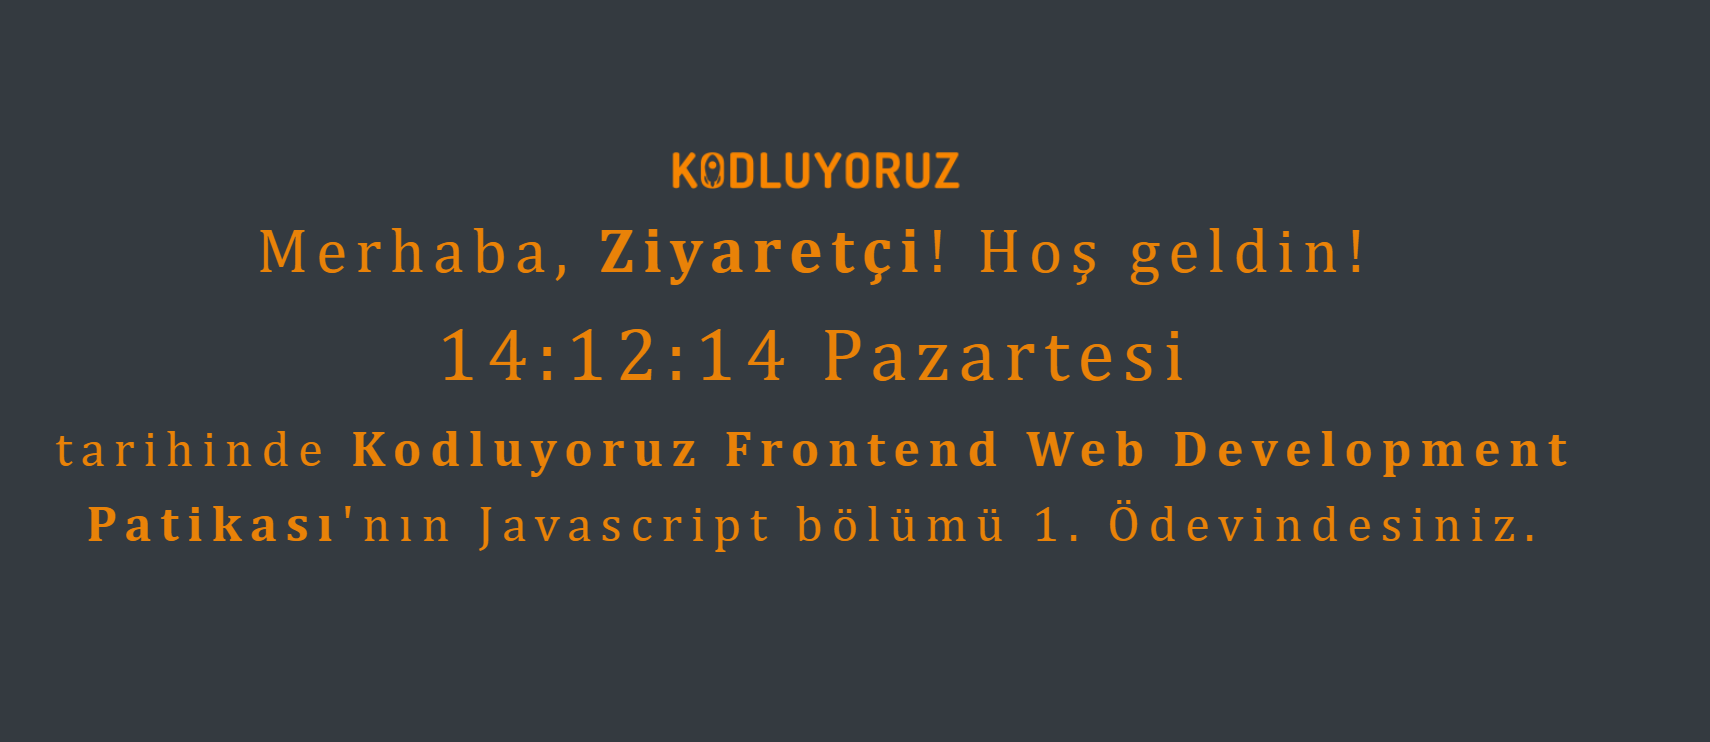 KODLUYORUZ
Merhaba, Ziyaretçi! Hoş geldin!
14:12:14 Pazartesi
tarihinde Kodluyoruz Frontend Web Development
Patikası'nın Javascript bölümü 1. Ödevindesiniz.